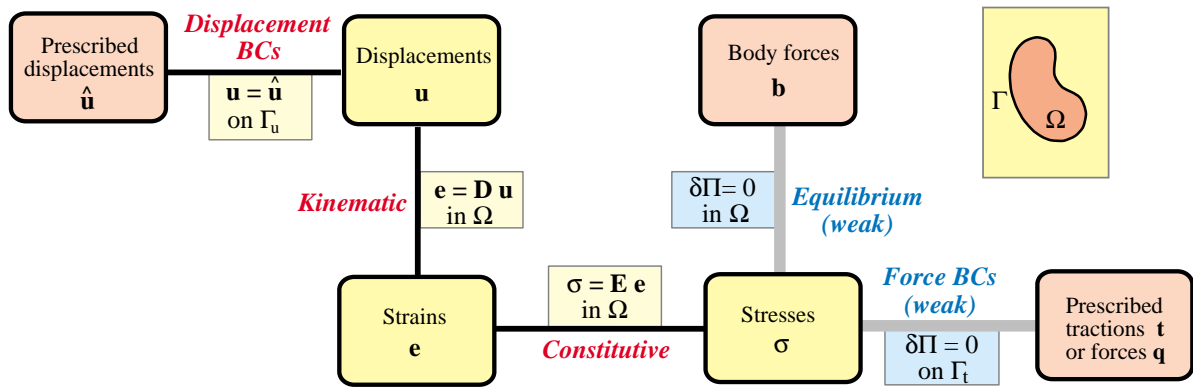 Prescribed
displacements
û
Displacement
BCs
u = û
on Γu
Displacements
u
Body forces
b
Γ
Ω
Kinematic
e = D u
in Ω
δΠ= 0
in Ω
Equilibrium
(weak)
Strains
e
σ = E e
in Ω
Constitutive
Stresses
σ
Force BCs
(weak)
δΠ = 0
on Γt
Prescribed
tractions t
or forces q